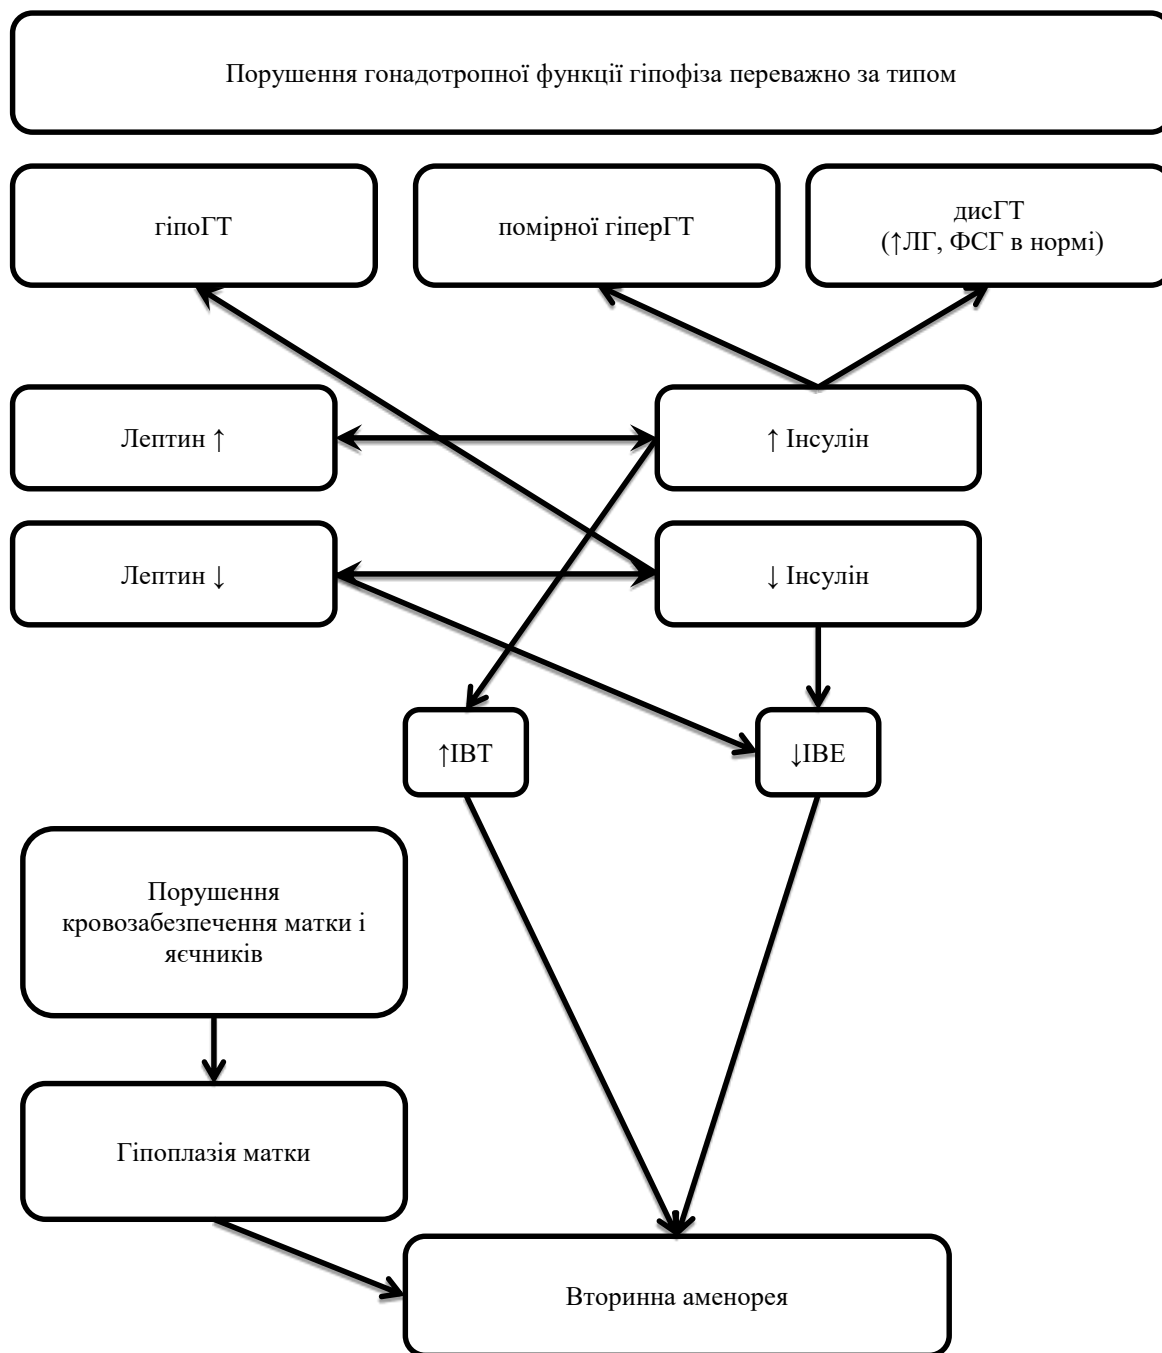 Порушення гонадотропної функції гіпофіза переважно за типом
гіпоГТ
помірної гіперГТ
дисГТ
(↑ЛГ, ФСГ в нормі)
Лептин ↑
↑ Інсулін
Лептин ↓
↓ Інсулін
↑ІВТ
↓ІВЕ
Порушення
кровозабезпечення матки і
яєчників
Гіпоплазія матки
Вторинна аменорея